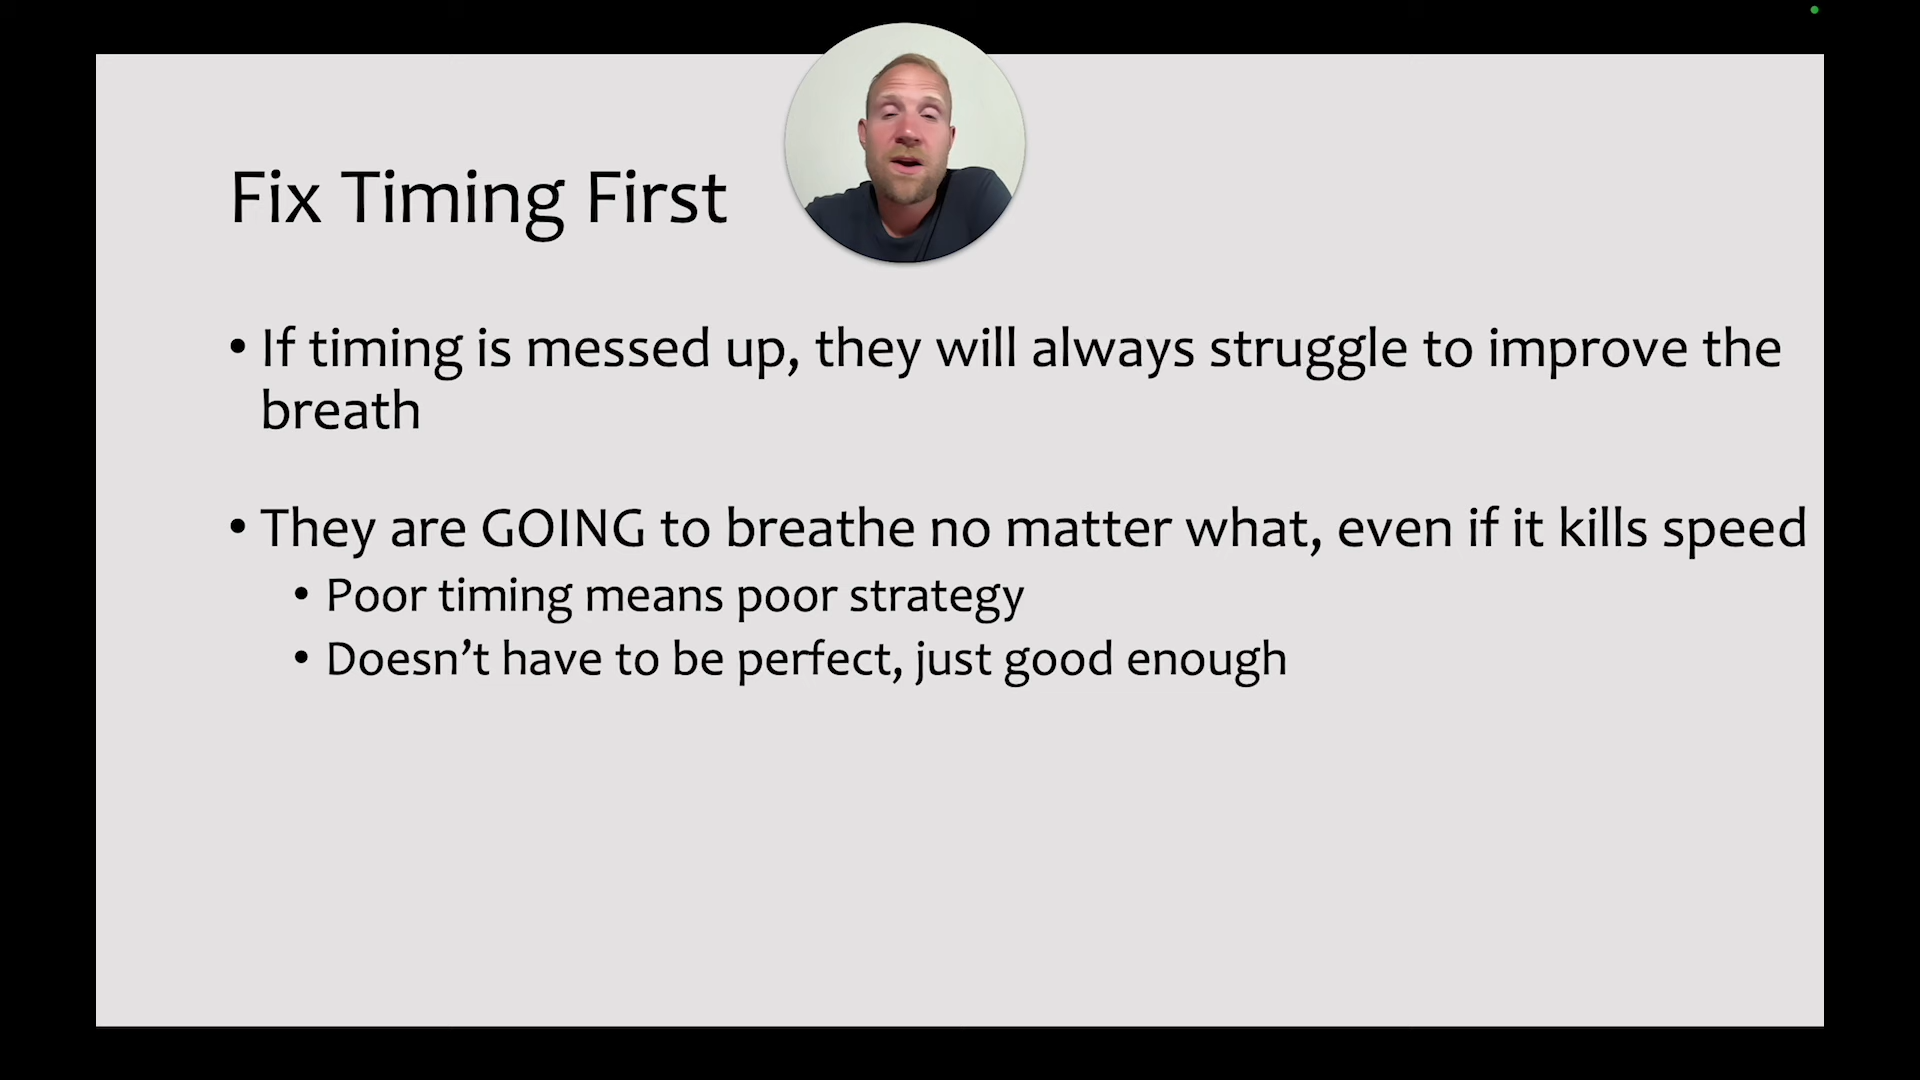 Fix Timing First
• If timing is messed up, they will always struggle to improve the
breath
• They are GOING to breathe no matter what, even if it kills speed
• Poor timing means poor strategy
• Doesn’t have to be perfect, just good enough